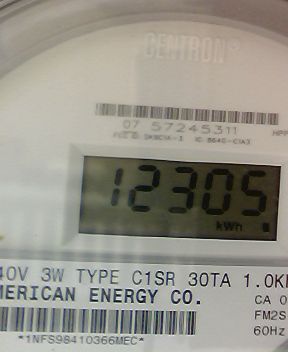 CENTRON®
07 57245311
12305
kWh
40V 3W TYPE C1SR 30TA 1.0K
MERICAN ENERGY CO.
CA 0
FM2S
60Hz
*1NFS98410366MEC*